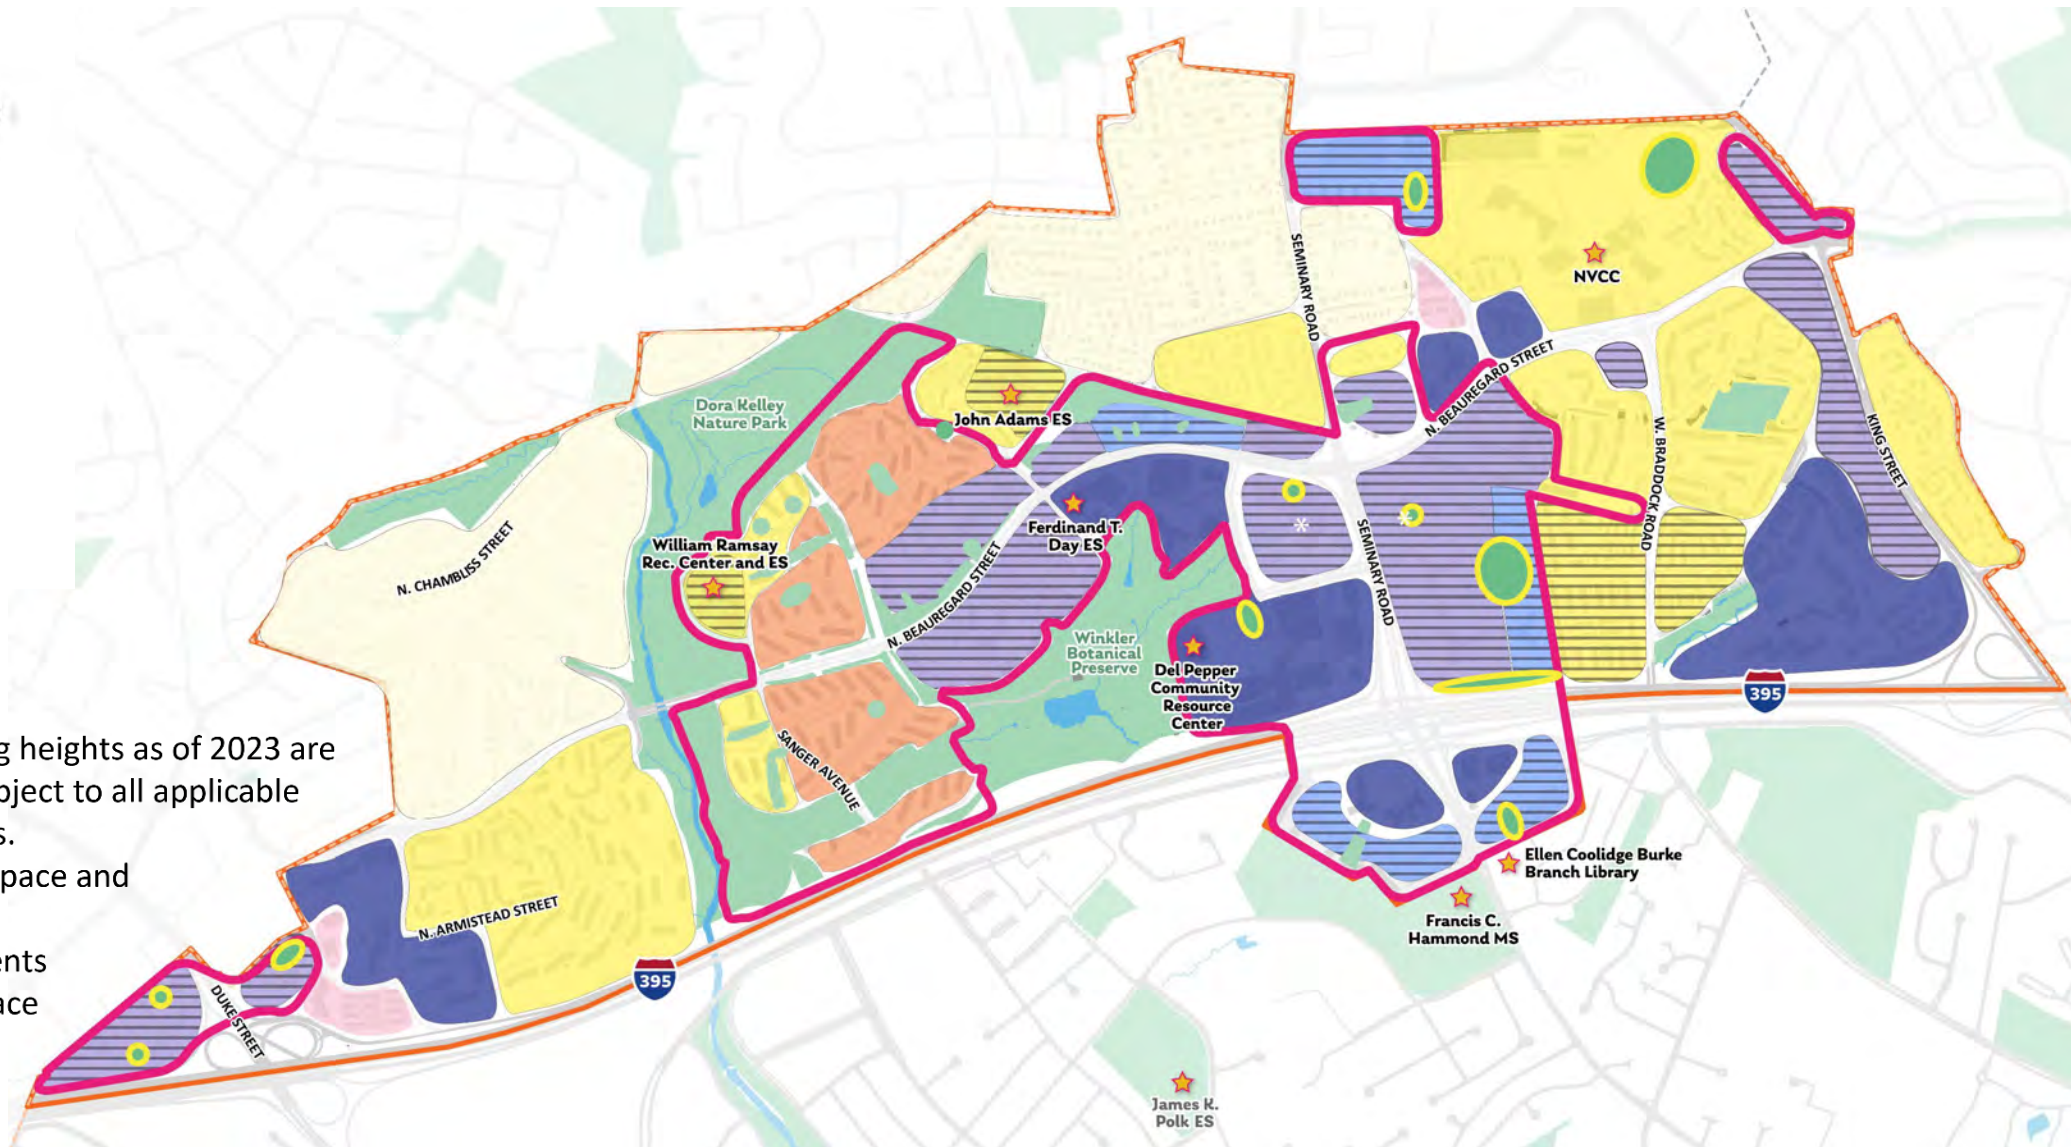 SEMINARY ROAD
NVCC
N. BEAUREGARD STREET
Dora Kelley
Nature Park
John Adams ES
W. BRADDOCK ROAD
KING STREET
N. CHAMBLISS STREET
William Ramsay
Rec. Center and ES
Ferdinand T.
Day ES
SEMINARY ROAD
N. BEAUREGARD STREET
Winkler
Botanical
Preserve
Del Pepper
Community
Resource
Center
395
SANGER AVENUE
g heights as of 2023 are
bject to all applicable
s.
pace and
ents
ace
N. ARMISTEAD STREET
Ellen Coolidge Burke
Branch Library
Francis C.
Hammond MS
395
DUKE STREET
James K.
Polk ES